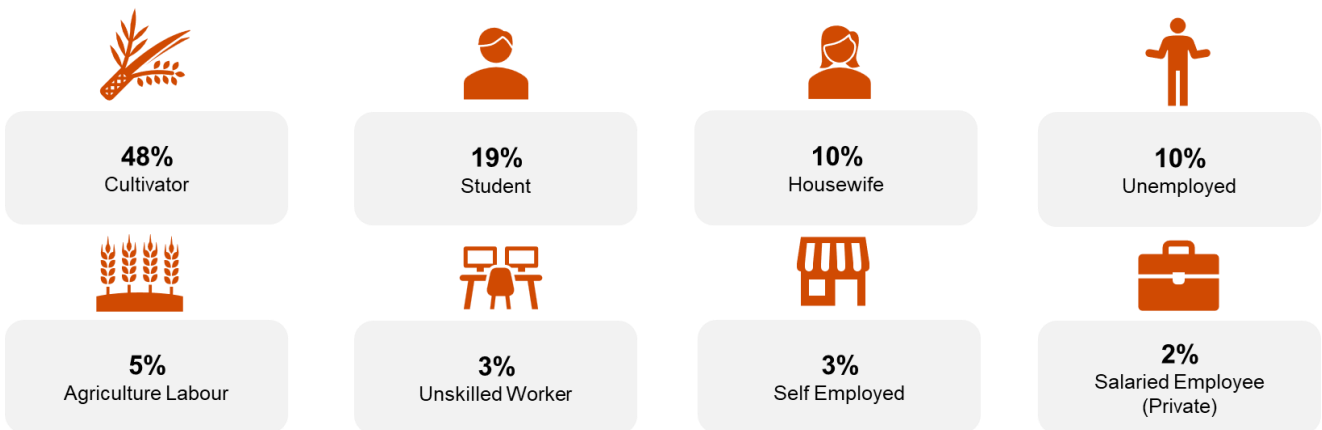 48%
Cultivator
19%
Student
10%
Housewife
10%
Unemployed
5%
Agriculture Labour
3%
Unskilled Worker
3%
Self Employed
2%
Salaried Employee
(Private)